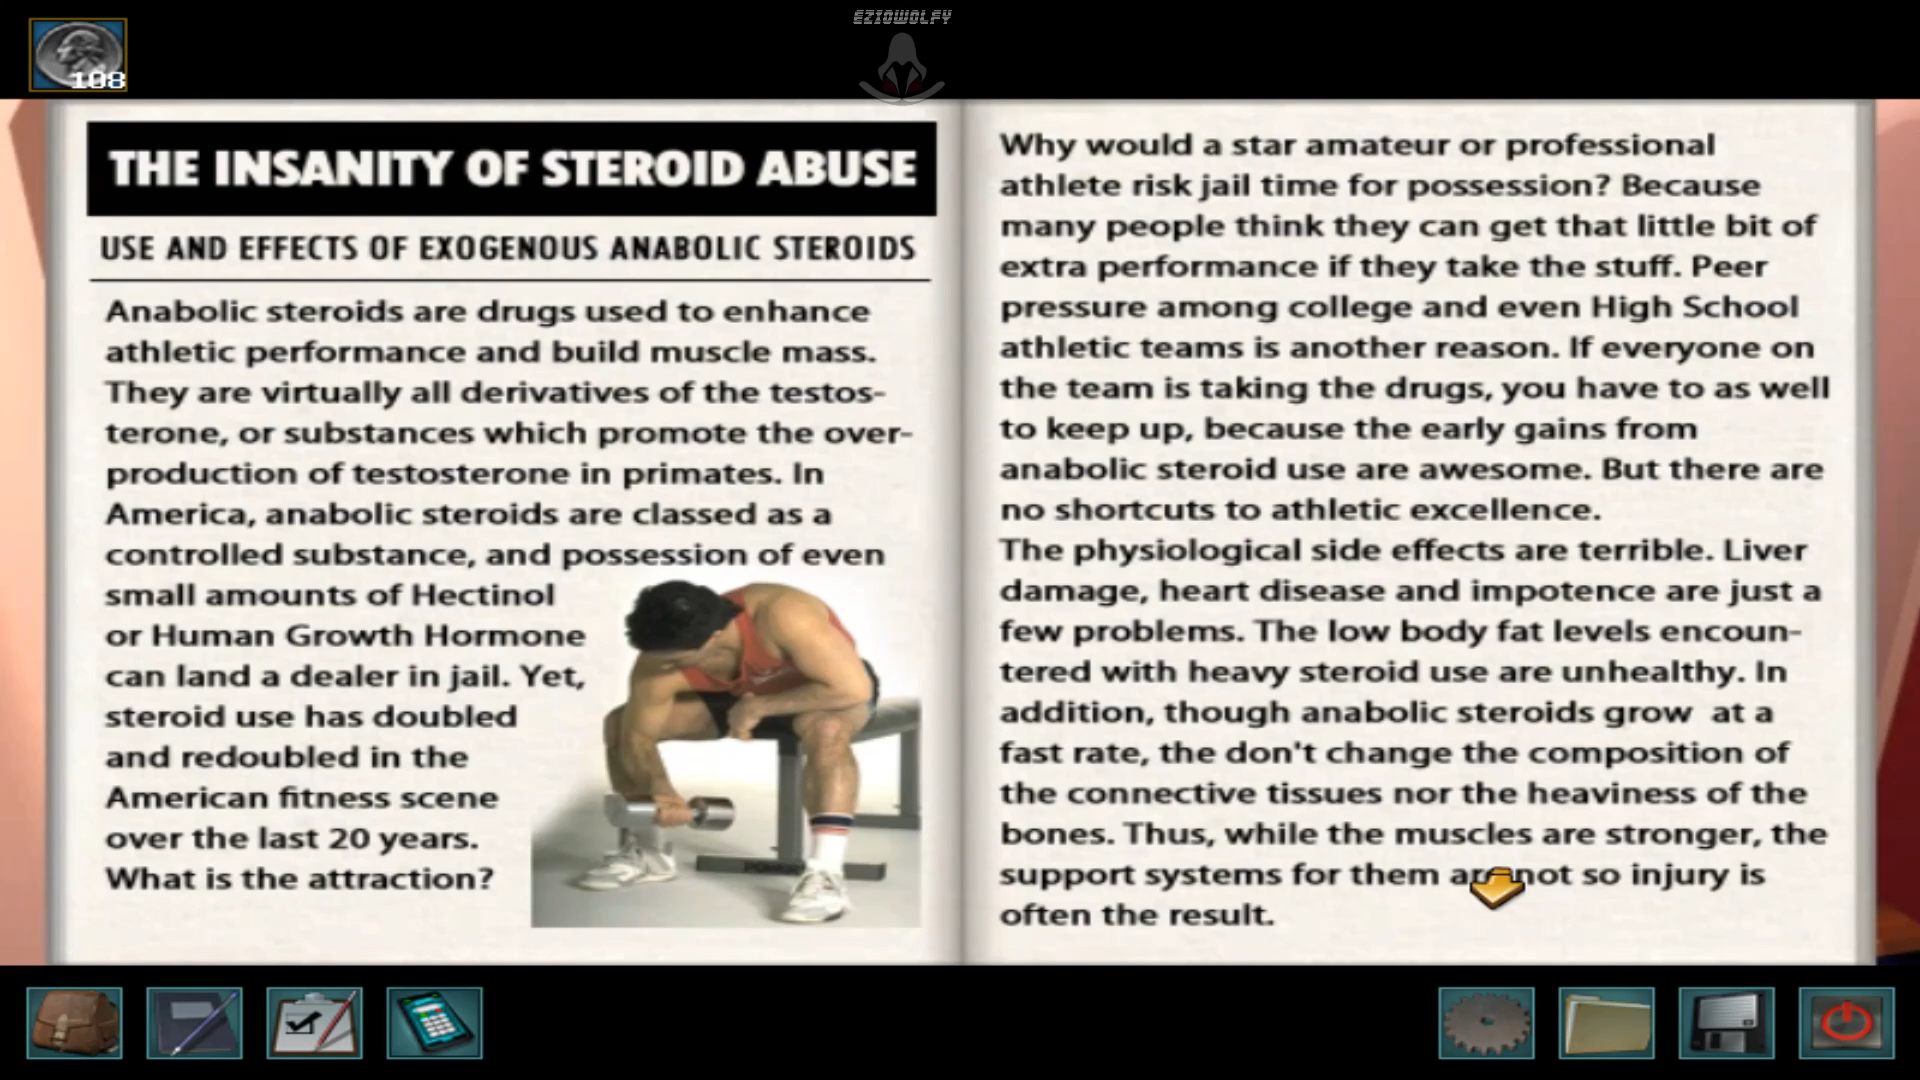 EZIOWOLFY
108
THE INSANITY OF STEROID ABUSE
USE AND EFFECTS OF EXOGENOUS ANABOLIC STEROIDS
Anabolic steroids are drugs used to enhance
athletic performance and build muscle mass.
They are virtually all derivatives of the testos-
terone, or substances which promote the over-
production of testosterone in primates. In
America, anabolic steroids are classed as a
controlled substance, and possession of even
small amounts of Hectinol
or Human Growth Hormone
can land a dealer in jail. Yet,
steroid use has doubled
and redoubled in the
American fitness scene
over the last 20 years.
What is the attraction?
Why would a star amateur or professional
athlete risk jail time for possession? Because
many people think they can get that little bit of
extra performance if they take the stuff. Peer
pressure among college and even High School
athletic teams is another reason. If everyone on
the team is taking the drugs, you have to as well
to keep up, because the early gains from
anabolic steroid use are awesome. But there are
no shortcuts to athletic excellence.
The physiological side effects are terrible. Liver
damage, heart disease and impotence are just a
few problems. The low body fat levels encoun-
tered with heavy steroid use are unhealthy. In
addition, though anabolic steroids grow at a
fast rate, the don't change the composition of
the connective tissues nor the heaviness of the
bones. Thus, while the muscles are stronger, the
support systems for them are not so injury is
often the result.